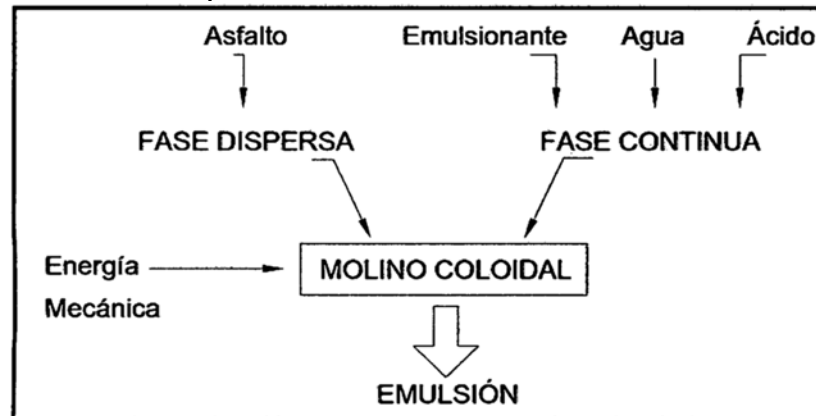 Asfalto Emulsionante Agua Ácido
FASE DISPERSA FASE CONTINUA
Energía MOLINO COLOIDAL
Mecánica
EMULSIÓN